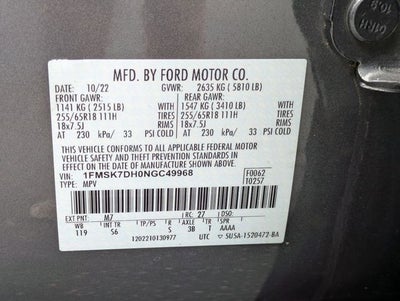 MFD. BY FORD MOTOR CO.
10/22 GVWR: 2635 KG ( 5810 LB)
FRONT GAWR: REAR GAWR:
1141 KG ( 2515 LB) WITH 1547 KG ( 3410 LB) WITH
255/65R18 111H TIRES 255/65R18 111H TIRES
18x7.5J RIMS 18x7.5J RIMS
AT 230 kPa/ 33 PSI COLD AT 230 kPa/ 33 PSI COLD
THIS VEHICLE CONFORMS TO ALL APPLICABLE FEDERAL MOTOR
VEHICLE SAFETY AND THEFT PREVENTION STANDARDS IN
EFFECT ON THE DATE OF MANUFACTURE SHOWN ABOVE.
VIN: 1FMSK7DH0NGC49968 F0062
TYPE: MPV T0257
EXT PNT: M7 RC: 27 DSO:
WB INT TR TP/PS R AXLE TR SPR
119 S6 S 3B T AAAA
1202210130977 UTC 5U5A-1520472-BA